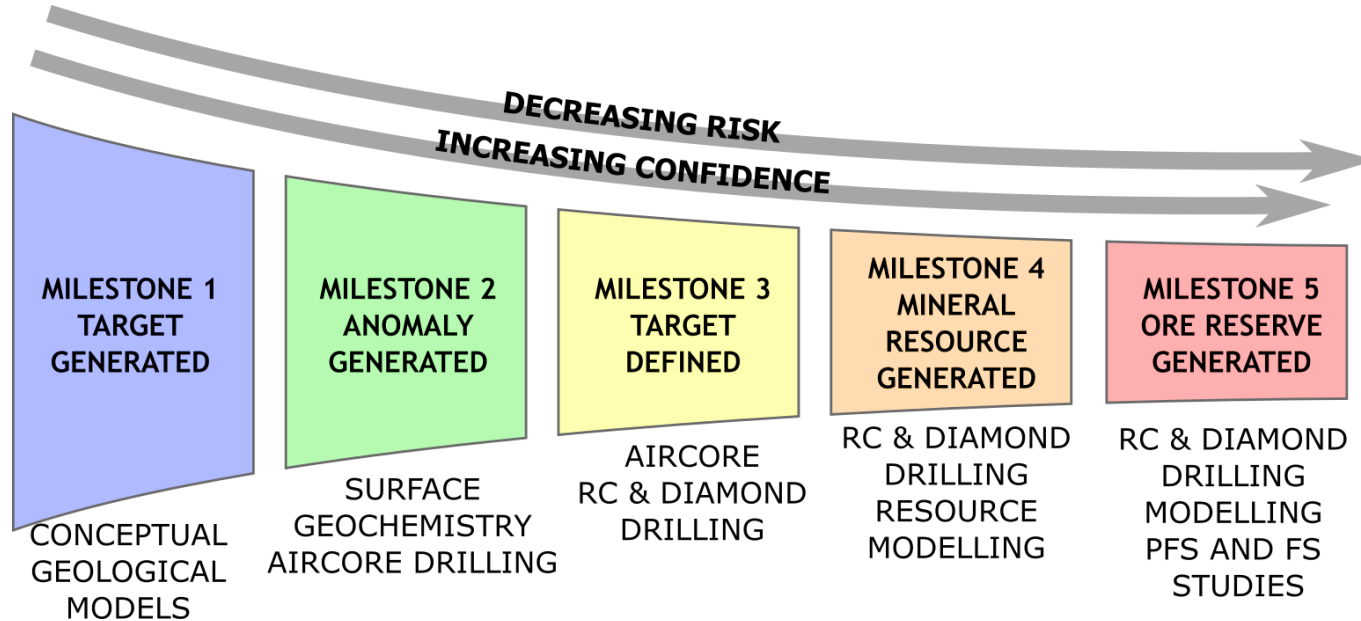 DECREASING RISK
INCREASING CONFIDENCE
MILESTONE 1
TARGET
GENERATED
CONCEPTUAL
GEOLOGICAL
MODELS
MILESTONE 2
ANOMALY
GENERATED
SURFACE
GEOCHEMISTRY
AIRCORE DRILLING
MILESTONE 3
TARGET
DEFINED
AIRCORE
RC & DIAMOND
DRILLING
MILESTONE 4
MINERAL
RESOURCE
GENERATED
RC & DIAMOND
DRILLING
RESOURCE
MODELLING
MILESTONE 5
ORE RESERVE
GENERATED
RC & DIAMOND
DRILLING
MODELLING
PFS AND FS
STUDIES